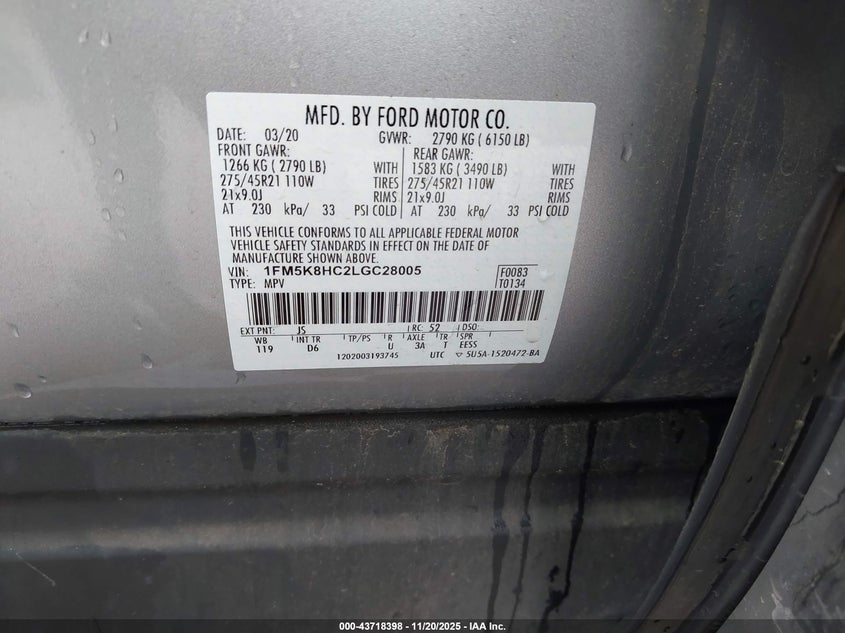 MFD. BY FORD MOTOR CO.
DATE: 03/20 GVWR: 2790 KG ( 6150 LB)
FRONT GAWR: REAR GAWR:
1266 KG ( 2790 LB) WITH 1583 KG ( 3490 LB) WITH
275/45R21 110W TIRES 275/45R21 110W TIRES
21x9.0J RIMS 21x9.0J RIMS
AT 230 kPa/ 33 PSI COLD AT 230 kPa/ 33 PSI COLD
THIS VEHICLE CONFORMS TO ALL APPLICABLE FEDERAL MOTOR
VEHICLE SAFETY STANDARDS IN EFFECT ON THE DATE OF
MANUFACTURE SHOWN ABOVE.
VIN: 1FM5K8HC2LGC28005 F0083
TYPE: MPV T0134
EXT PNT: JS RC: 52 DSO:
WB INT TR TP/PS R AXLE TR SPR
119 D6 U 3A T EESS
1202003193745 UTC ▽ 5U5A-1520472-BA
000-43718398 - 11/20/2025 - IAA Inc.